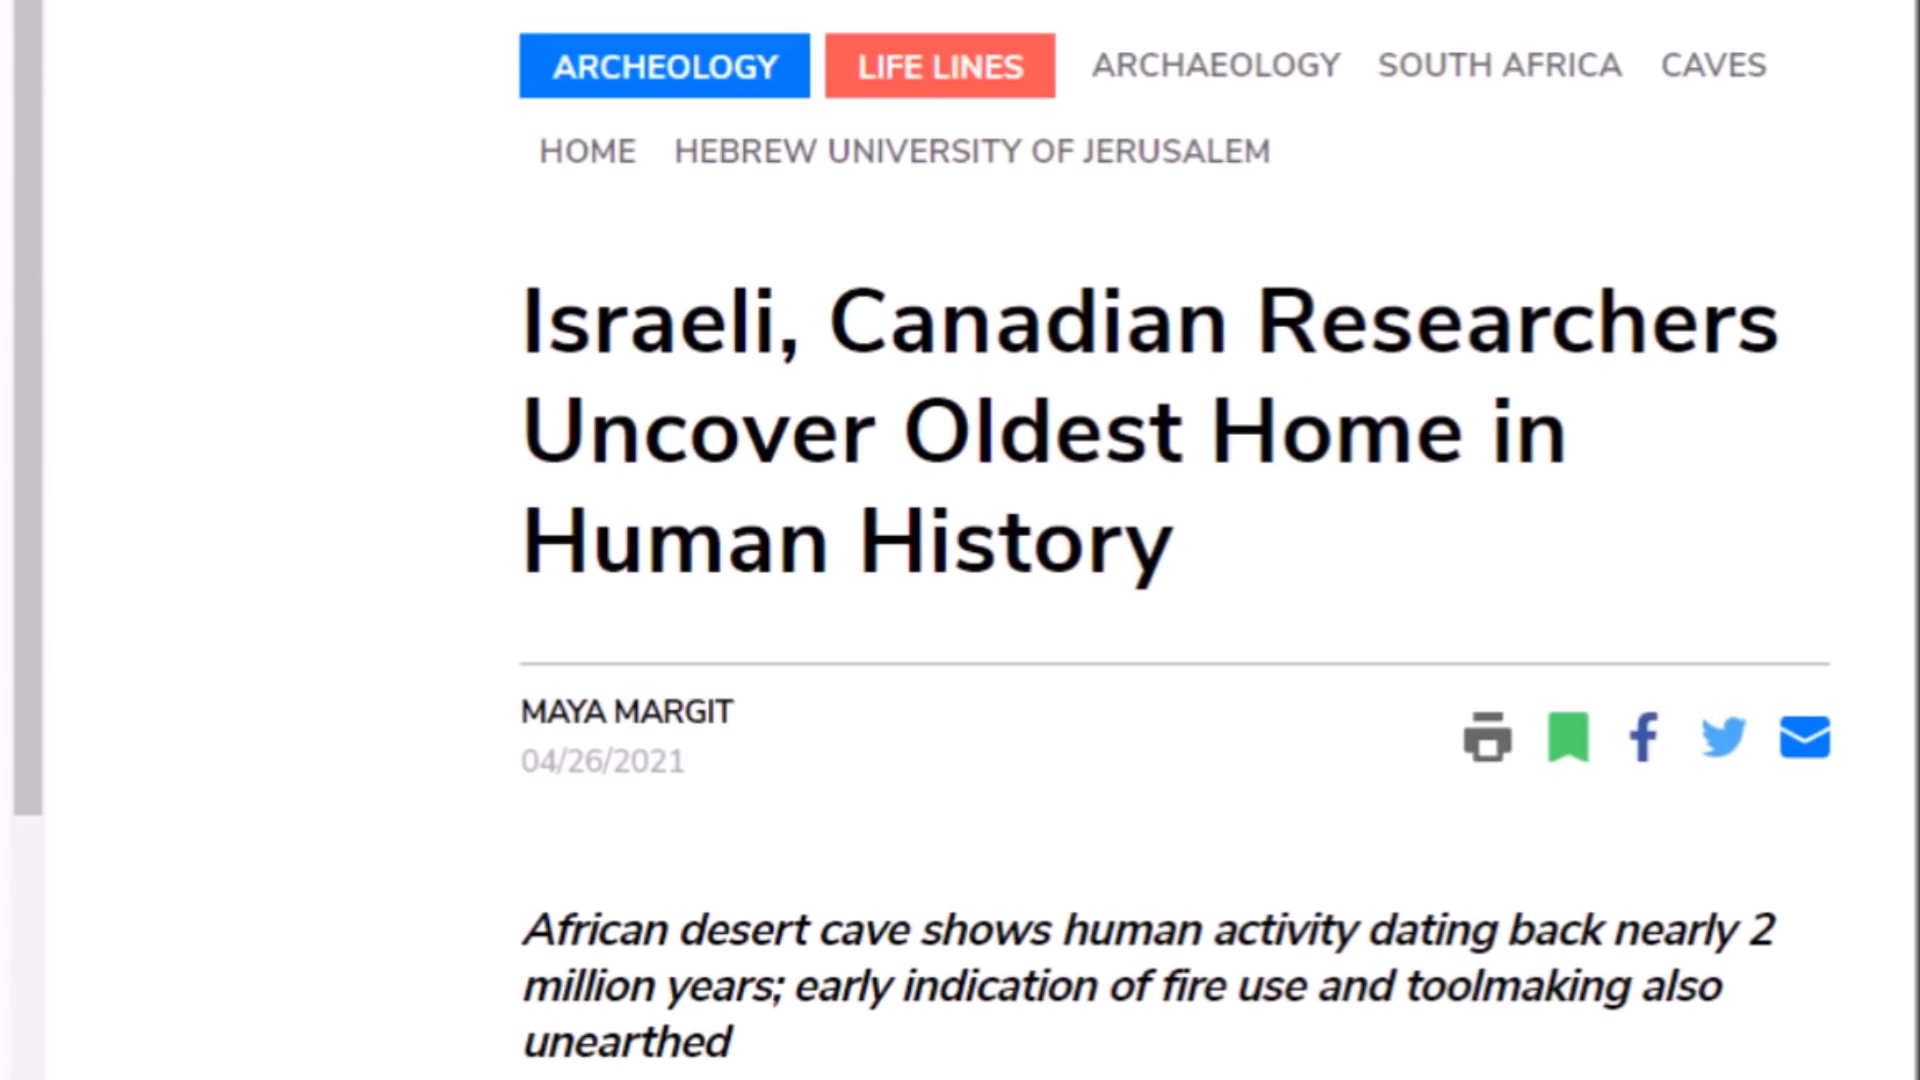 ARCHEOLOGY LIFE LINES ARCHAEOLOGY SOUTH AFRICA CAVES
HOME HEBREW UNIVERSITY OF JERUSALEM
Israeli, Canadian Researchers
Uncover Oldest Home in
Human History
MAYA MARGIT
04/26/2021
African desert cave shows human activity dating back nearly 2
million years; early indication of fire use and toolmaking also
unearthed